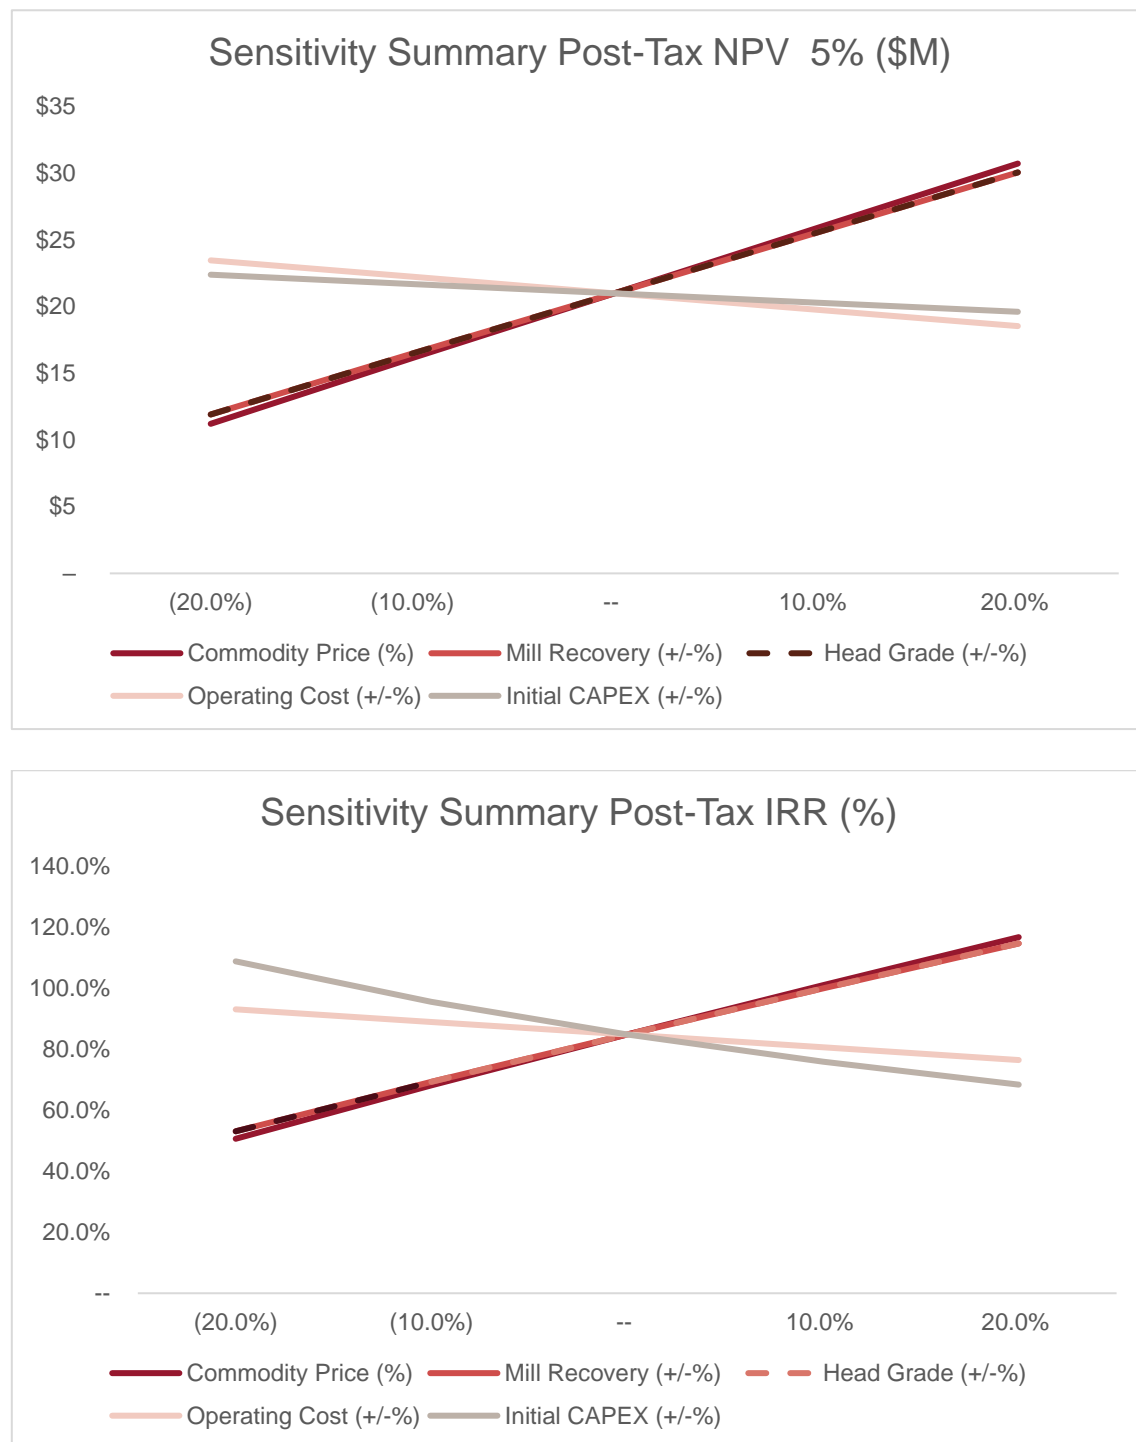 Sensitivity Summary Post-Tax NPV  5% ($M)
$35
$30
$25
$20
$15
$10
$5
–
(20.0%) (10.0%) -- 10.0% 20.0%
Commodity Price (%) Mill Recovery (+/-%) Head Grade (+/-%)
Operating Cost (+/-%) Initial CAPEX (+/-%)
Sensitivity Summary Post-Tax IRR (%)
140.0%
120.0%
100.0%
80.0%
60.0%
40.0%
20.0%
--
(20.0%) (10.0%) -- 10.0% 20.0%
Commodity Price (%) Mill Recovery (+/-%) Head Grade (+/-%)
Operating Cost (+/-%) Initial CAPEX (+/-%)